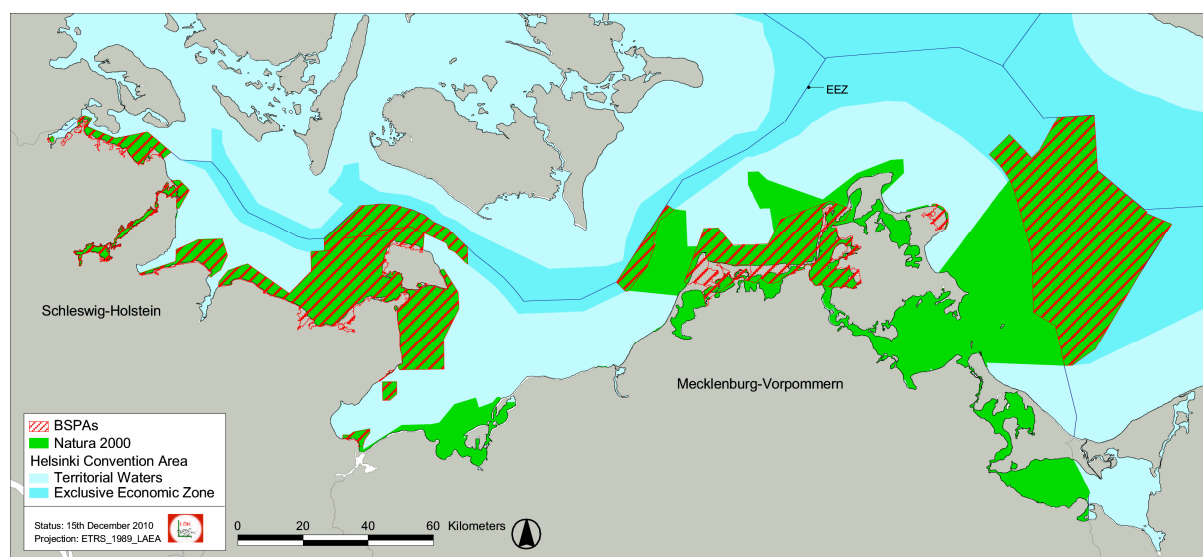 EEZ
Schleswig-Holstein
Mecklenburg-Vorpommern
BSPAs
Natura 2000
Helsinki Convention Area
Territorial Waters
Exclusive Economic Zone
Status: 15th December 2010
Projection: ETRS_1989_LAEA
0 20 40 60 Kilometers